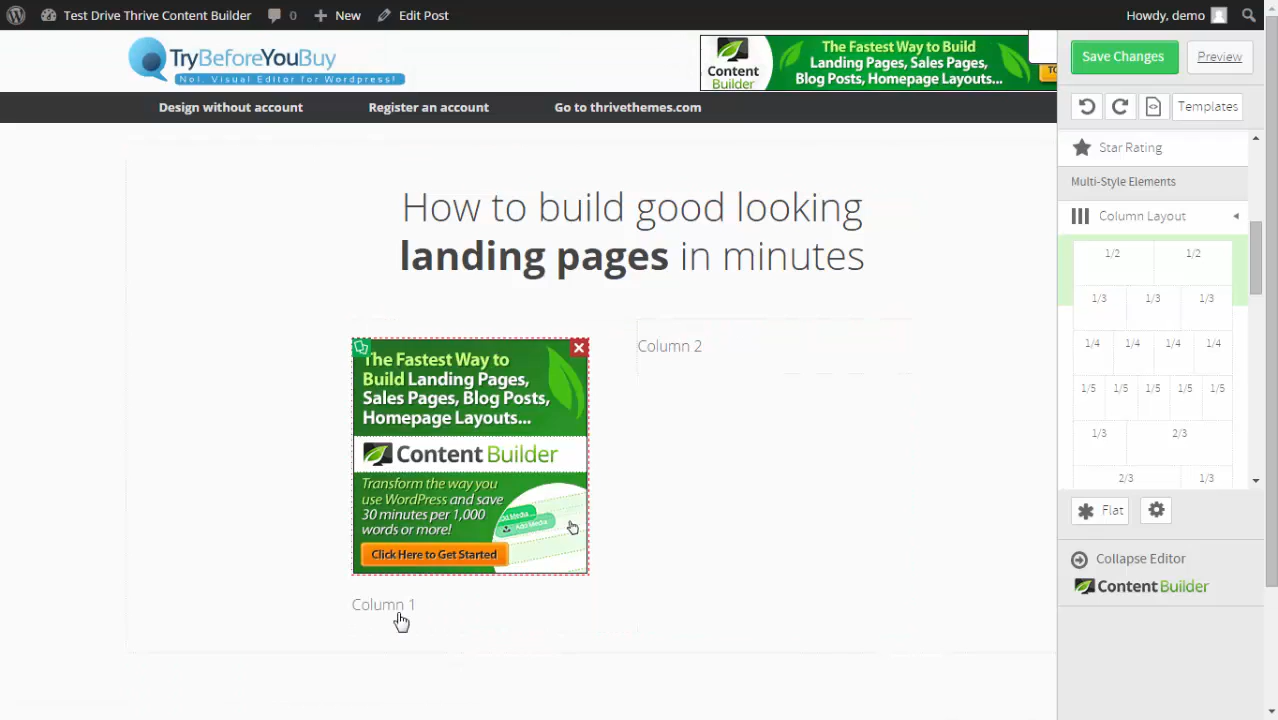 Test Drive Thrive Content Builder 0 New Edit Post Howdy, demo
TryBeforeYouBuy
No1. Visual Editor for Wordpress!
Content
Builder
The Fastest Way to Build
Landing Pages, Sales Pages,
Blog Posts, Homepage Layouts...
Save Changes Preview
Design without account Register an account Go to thrivethemes.com
Templates
Star Rating
Multi-Style Elements
Column Layout
1/2 1/2
1/3 1/3 1/3
1/4 1/4 1/4 1/4
1/5 1/5 1/5 1/5 1/5
1/3 2/3
2/3 1/3
Flat
Collapse Editor
Content Builder
How to build good looking
landing pages in minutes
The Fastest Way to
Build Landing Pages,
Sales Pages, Blog Posts,
Homepage Layouts...
Content Builder
Transform the way you
use WordPress and save
30 minutes per 1,000
words or more!
Add Media
Click Here to Get Started
Column 1
Column 2